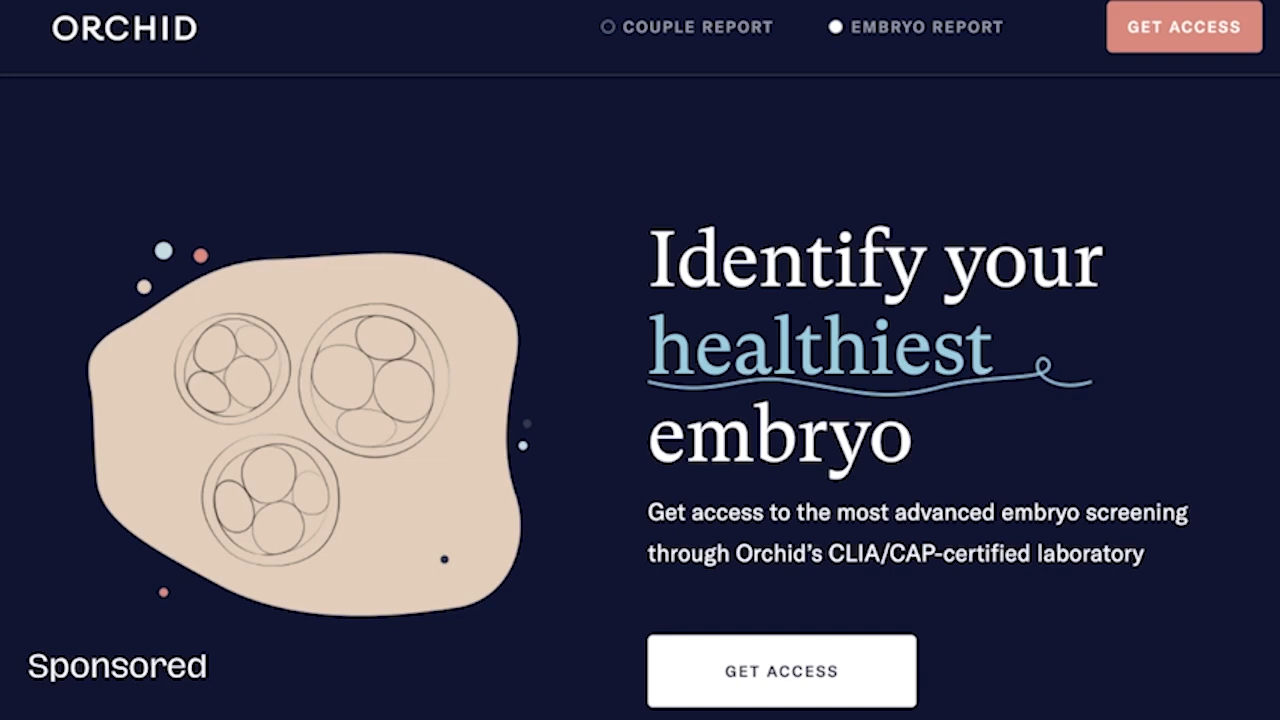 ORCHID
COUPLE REPORT
EMBRYO REPORT
GET ACCESS
Identify your
healthiest
embryo
Get access to the most advanced embryo screening
through Orchid’s CLIA/CAP-certified laboratory
GET ACCESS
Sponsored